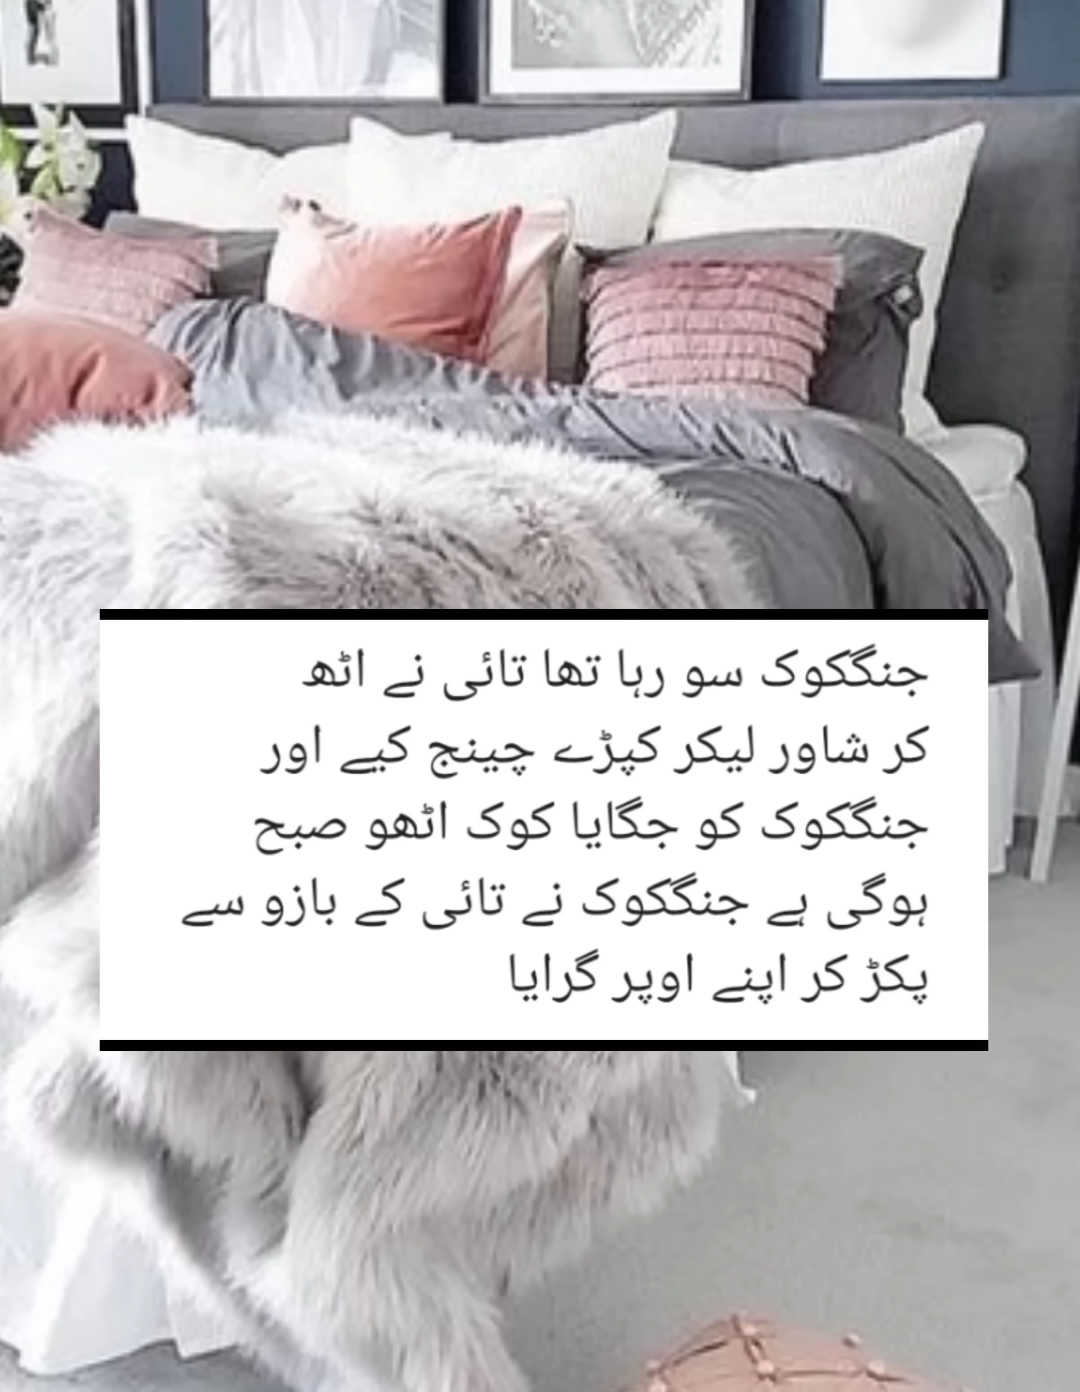 جنگکوک سو رہا تھا تائی نے اٹھ
کر شاور لیکر کپڑے چینج کیے اور
جنگکوک کو جگایا کوک اٹھو صبح
ہوگی ہے جنگکوک نے تائی کے بازو سے
پکڑ کر اپنے اوپر گرایا